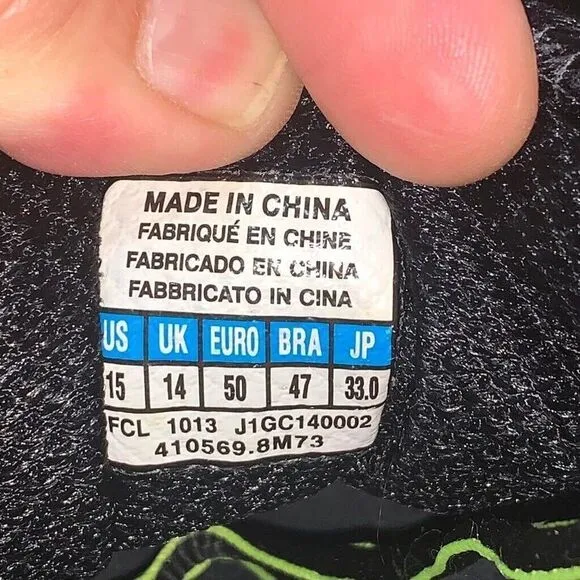 MADE IN CHINA
FABRIQUÉ EN CHINE
FABRICADO EN CHINA
FABBRICATO IN CINA
US UK EURO BRA JP
15 14 50 47 33.0
FCL 1013 J1GC140002
410569.8M73